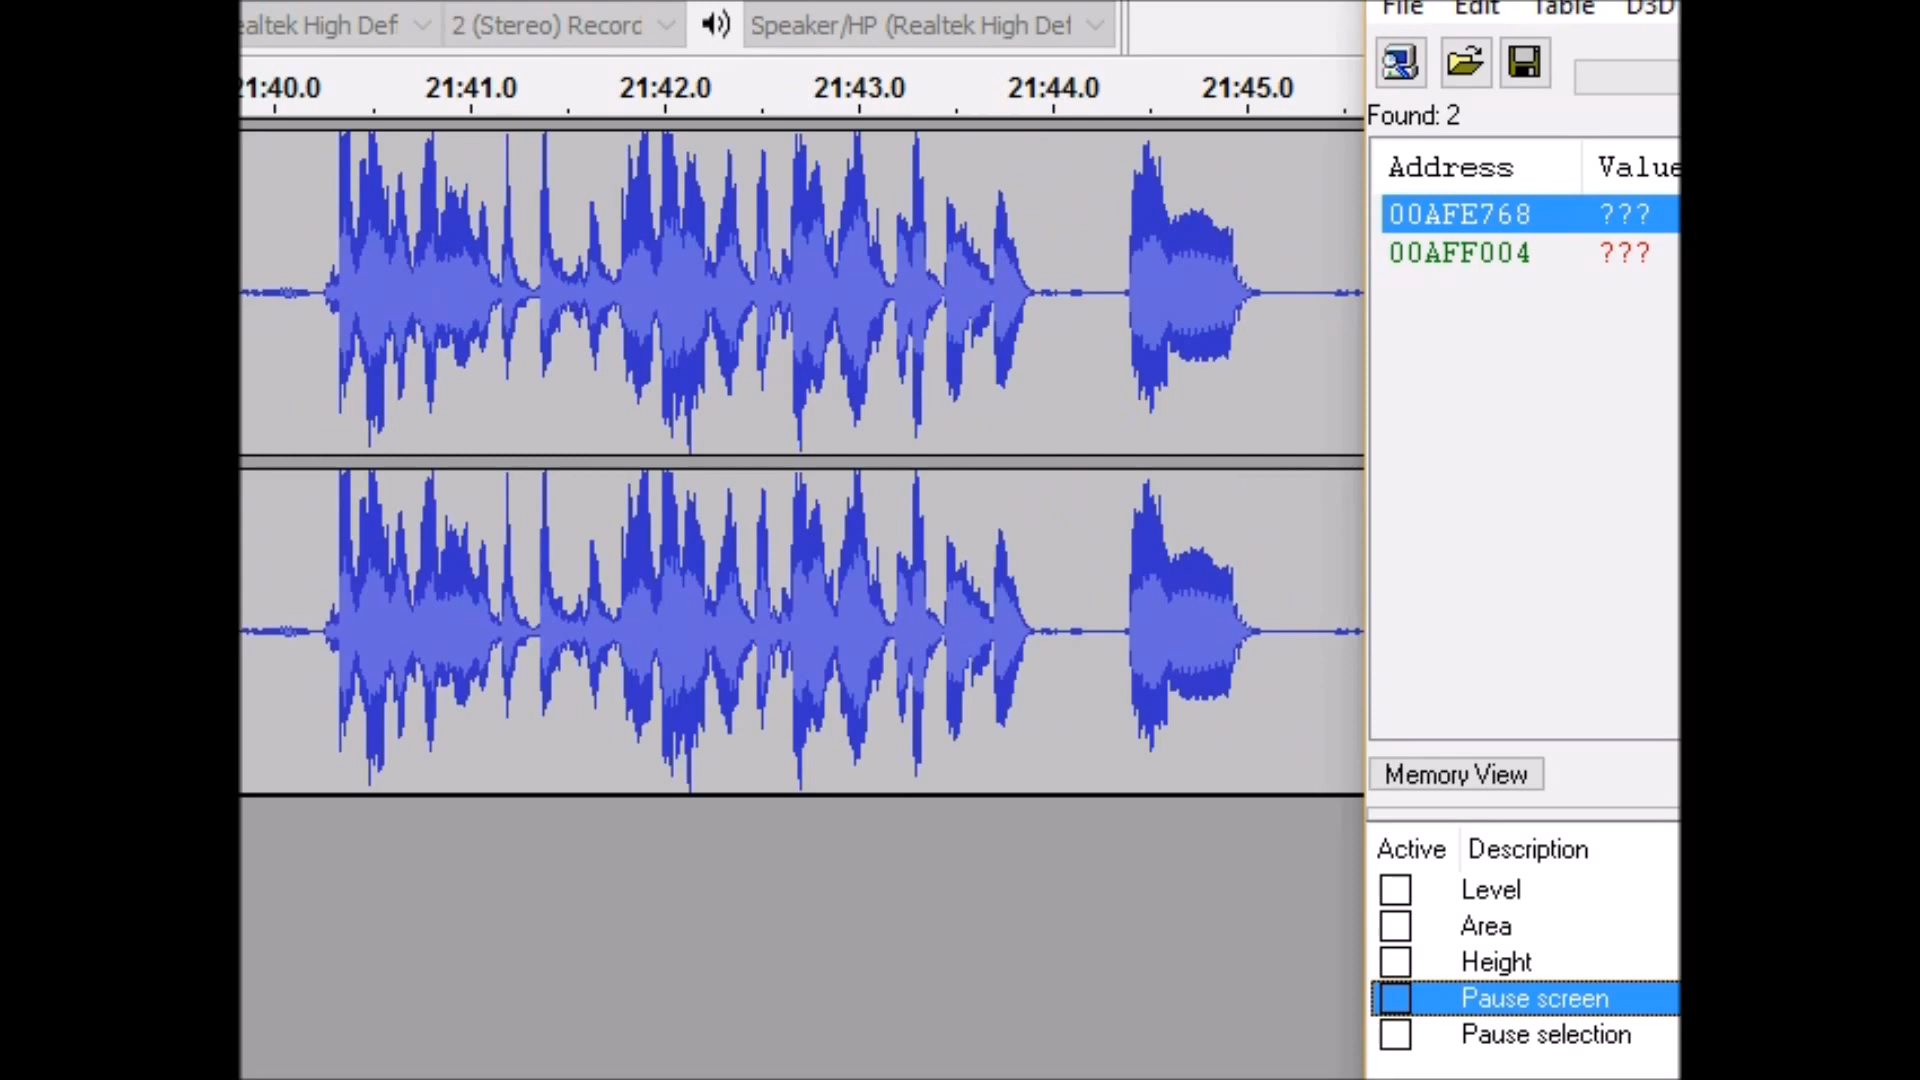 ealtek High Def 2 (Stereo) Record Speaker/HP (Realtek High Def
21:40.0 21:41.0 21:42.0 21:43.0 21:44.0 21:45.0
File Edit Table D3D
Found: 2
Address Value
00AFE768 ???
00AFF004 ???
Memory View
Active Description
Level
Area
Height
Pause screen
Pause selection